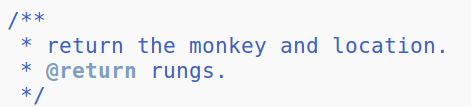 /**
 * return the monkey and location.
 * @return rungs.
 */